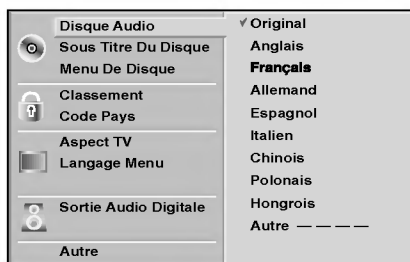 Disque Audio
Sous Titre Du Disque
Menu De Disque
Classement
Code Pays
Aspect TV
Langage Menu
Sortie Audio Digitale
Autre
✓ Original
Anglais
Français
Allemand
Espagnol
Italien
Chinois
Polonais
Hongrois
Autre — — — —